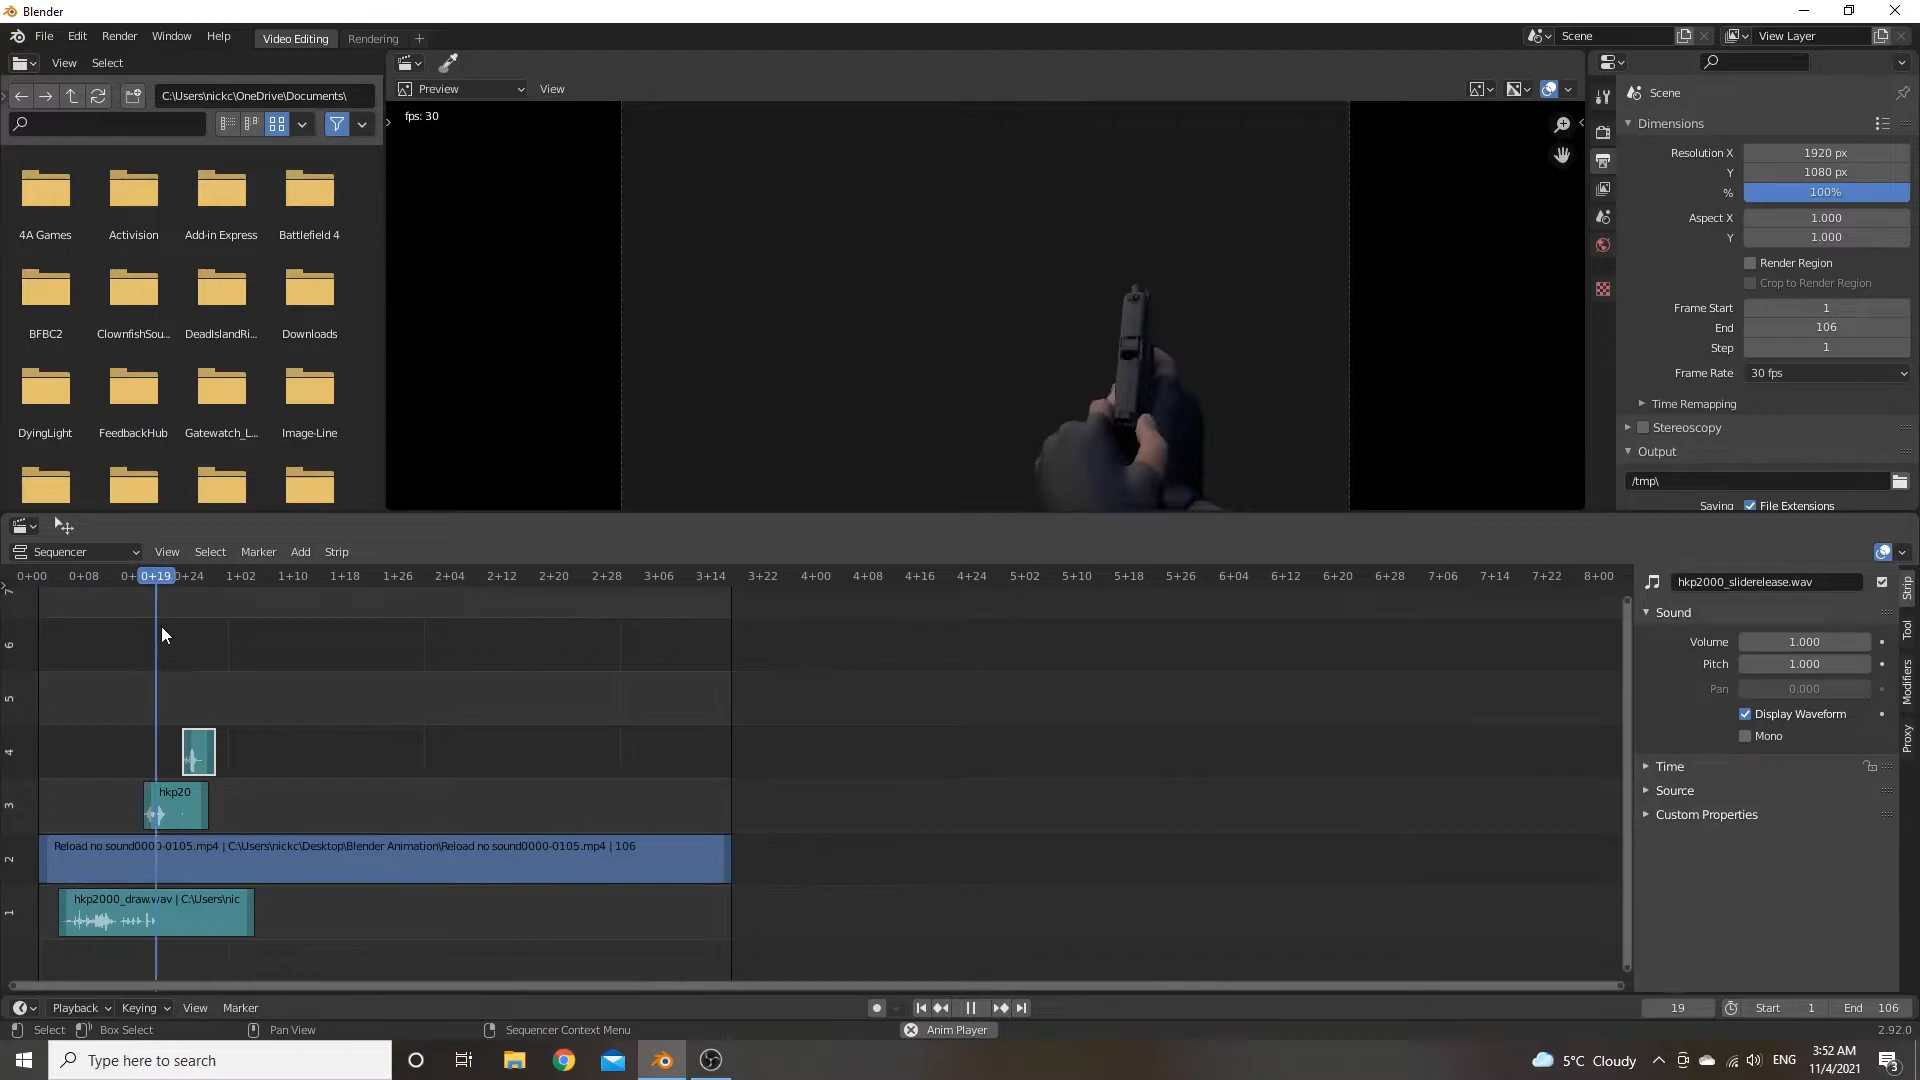 Blender
File Edit Render Window Help Video Editing Rendering + Scene View Layer
View Select
C:\Users\nickc\OneDrive\Documents\
Preview View
fps: 30
4A Games Activision Add-in Express Battlefield 4
BFBC2 ClownfishSou... DeadIslandRi... Downloads
DyingLight FeedbackHub Gatewatch_L... Image-Line
Scene
Dimensions
Resolution X 1920 px
Y 1080 px
% 100%
Aspect X 1.000
Y 1.000
Render Region
Crop to Render Region
Frame Start 1
End 106
Step 1
Frame Rate 30 fps
Time Remapping
Stereoscopy
Output
/tmp\
Saving File Extensions
Sequencer View Select Marker Add Strip
0+00 0+08 0+19 0+24 1+02 1+10 1+18 1+26 2+04 2+12 2+20 2+28 3+06 3+14 3+22 4+00 4+08 4+16 4+24 5+02 5+10 5+18 5+26 6+04 6+12 6+20 6+28 7+06 7+14 7+22 8+00
7
6
5
4
3
hkp20
2
Reload no sound0000-0105.mp4 | C:\Users\nickc\Desktop\Blender Animation\Reload no sound0000-0105.mp4 | 106
1
hkp2000_draw.wav | C:\Users\nic
hkp2000_sliderelease.wav
Sound
Volume 1.000
Pitch 1.000
Pan 0.000
Display Waveform
Mono
Time
Source
Custom Properties
Strip
Tool
Modifiers
Proxy
Playback Keying View Marker 19 Start 1 End 106
Select Box Select Pan View Sequencer Context Menu Anim Player 2.92.0
Type here to search
5°C Cloudy ENG
3:52 AM
11/4/2021
3